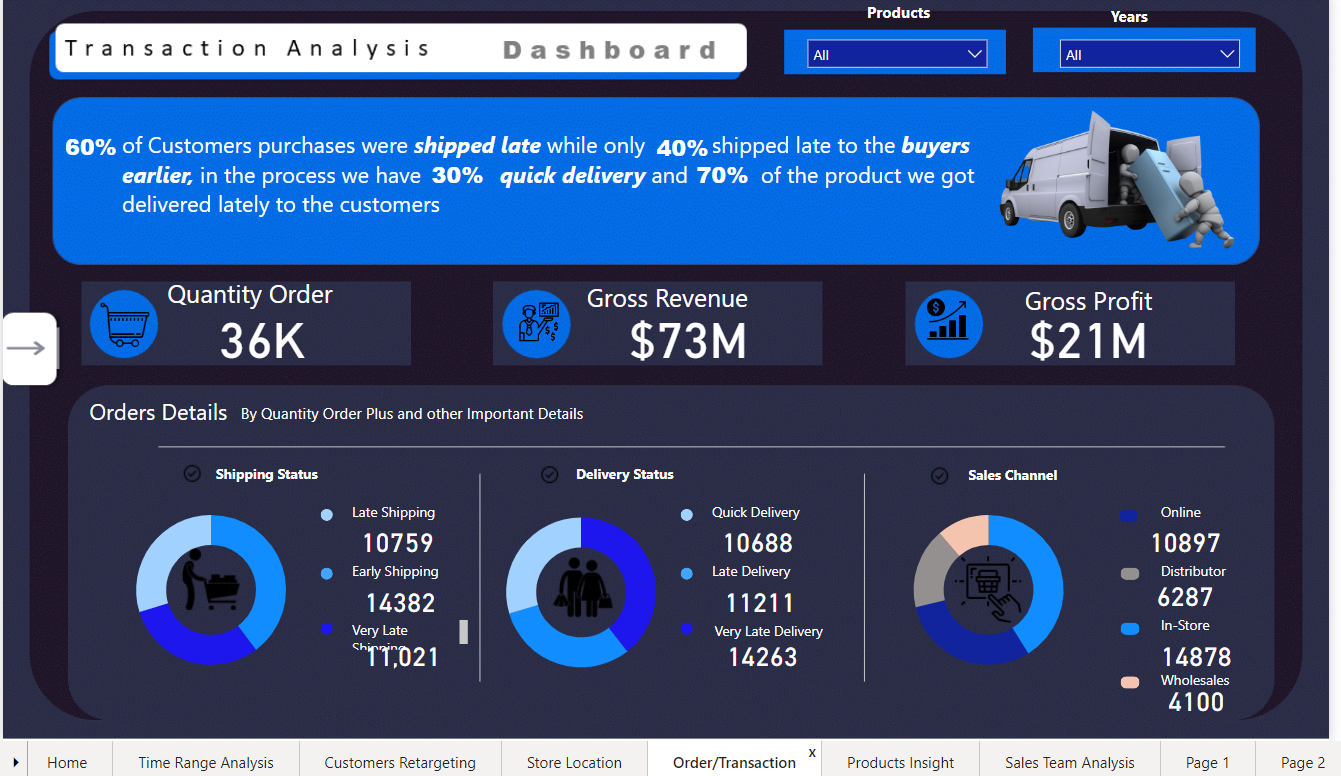 Products
Years
Transaction Analysis Dashboard
All
All
60% of Customers purchases were shipped late while only 40% shipped late to the buyers
earlier, in the process we have 30% quick delivery and 70% of the product we got
delivered lately to the customers
Quantity Order
36K
Gross Revenue
$73M
Gross Profit
$21M
Orders Details By Quantity Order Plus and other Important Details
Shipping Status
Late Shipping
10759
Early Shipping
14382
Very Late
Shipping
11,021
Delivery Status
Quick Delivery
10688
Late Delivery
11211
Very Late Delivery
14263
Sales Channel
Online
10897
Distributor
6287
In-Store
14878
Wholesales
4100
Home
Time Range Analysis
Customers Retargeting
Store Location
Order/Transaction
X
Products Insight
Sales Team Analysis
Page 1
Page 2